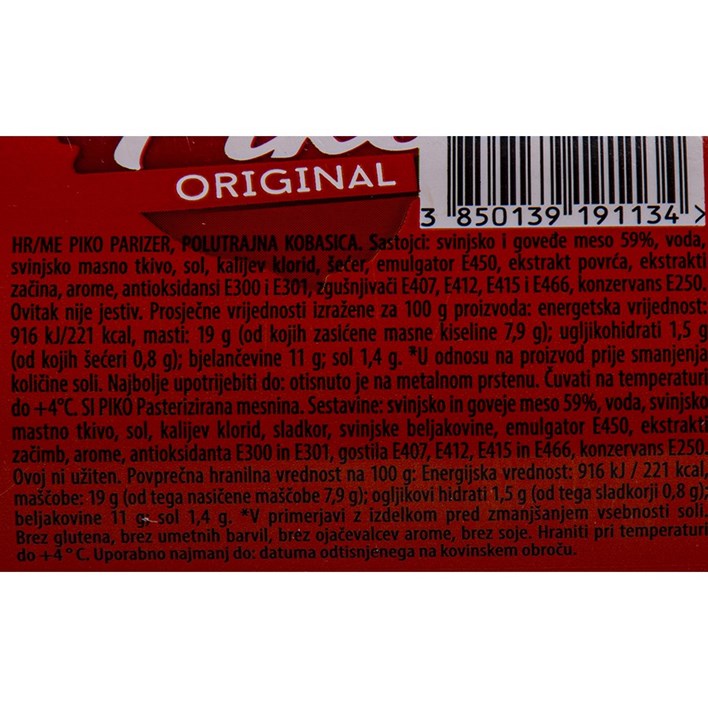 ORIGINAL
3 850139 191134 >
HR/ME PIKO PARIZER, POLUTRAJNA KOBASICA. Sastojci: svinjsko i goveđe meso 59%, voda,
svinjsko masno tkivo, sol, kalijev klorid, šećer, emulgator E450, ekstrakt povrća, ekstrakti
začina, arome, antioksidansi E300 i E301, zgušnjivači E407, E412, E415 i E466, konzervans E250.
Ovitak nije jestiv. Prosječne vrijednosti izražene za 100 g proizvoda: energetska vrijednost:
916 kJ/221 kcal, masti: 19 g (od kojih zasićene masne kiseline 7,9 g); ugljikohidrati 1,5 g
(od kojih šećeri 0,8 g); bjelančevine 11 g; sol 1,4 g. *U odnosu na proizvod prije smanjenja
količine soli. Najbolje upotrijebiti do: otisnuto je na metalnom prstenu. Čuvati na temperaturi
do +4°C. SI PIKO Pasterizirana mesnina. Sestavine: svinjsko in goveje meso 59%, voda, svinjsko
mastno tkivo, sol, kalijev klorid, sladkor, svinjske beljakovine, emulgator E450, ekstrakti
začimb, arome, antioksidanta E300 in E301, gostila E407, E412, E415 in E466, konzervans E250.
Ovoj ni užiten. Povprečna hranilna vrednost na 100 g: Energijska vrednost: 916 kJ / 221 kcal,
maščobe: 19 g (od tega nasičene maščobe 7,9 g); ogljikovi hidrati 1,5 g (od tega sladkorji 0,8 g);
beljakovine 11 g; sol 1,4 g. *V primerjavi z izdelkom pred zmanjšanjem vsebnosti soli.
Brez glutena, brez umetnih barvil, brez ojačevalcev arome, brez soje. Hraniti pri temperaturi
do +4°C. Uporabno najmanj do: datuma odtisnjenega na kovinskem obroču.